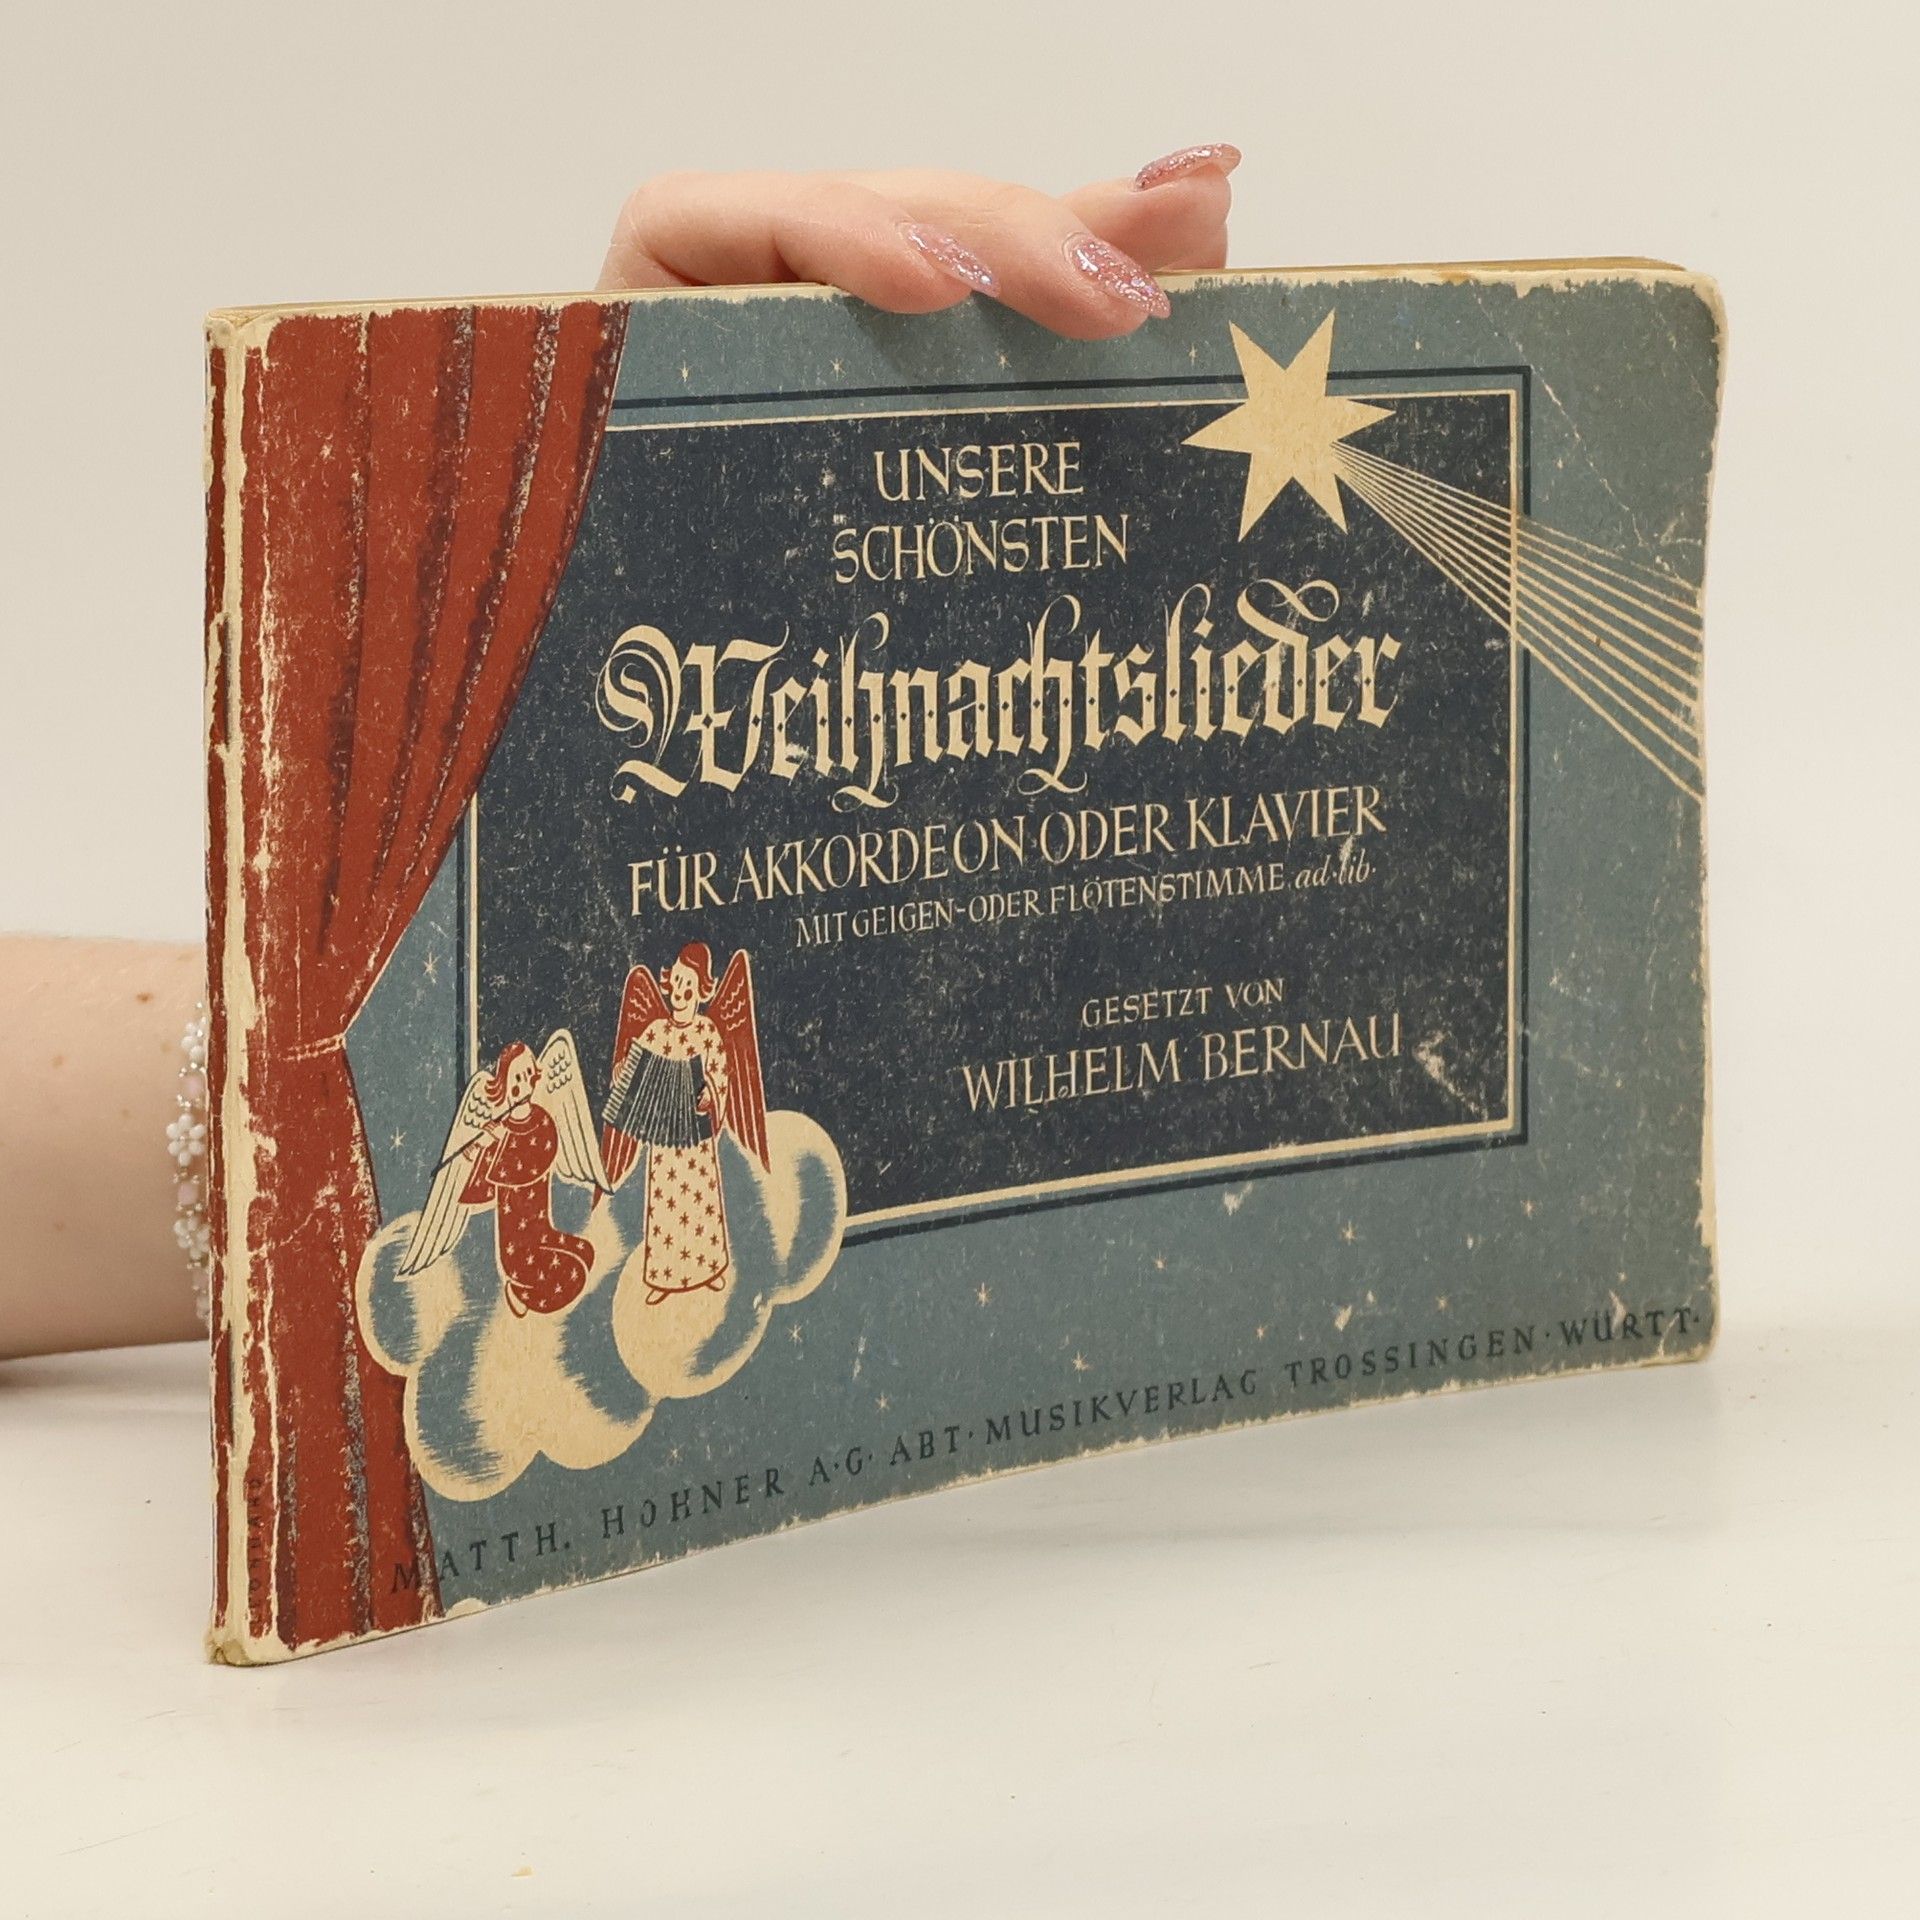 UNSERE
SCHÖNSTEN
Weihnachtslieder
FÜR AKKORDEON ODER KLAVIER
MIT GEIGEN-ODER FLÖTENSTIMME ad·lib·
GESETZT VON
WILHELM BERNAU
MATTH. HOHNER A·G· ABT·MUSIKVERLAG TROSSINGEN·WÜRTT·